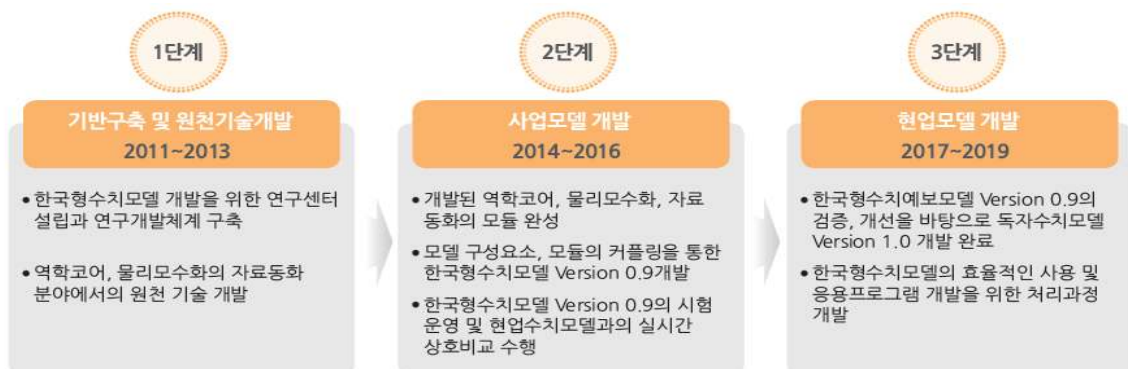 1단계
기반구축 및 원천기술개발
2011~2013
• 한국형수치모델 개발을 위한 연구센터
설립과 연구개발체계 구축
• 역학코어, 물리모수화의 자료동화
분야에서의 원천 기술 개발
2단계
사업모델 개발
2014~2016
• 개발된 역학코어, 물리모수화, 자료
동화의 모듈 완성
• 모델 구성요소, 모듈의 커플링을 통한
한국형수치모델 Version 0.9개발
• 한국형수치모델 Version 0.9의 시험
운영 및 현업수치모델과의 실시간
상호비교 수행
3단계
현업모델 개발
2017~2019
• 한국형수치예보모델 Version 0.9의
검증, 개선을 바탕으로 독자수치모델
Version 1.0 개발 완료
• 한국형수치모델의 효율적인 사용 및
응용프로그램 개발을 위한 처리과정
개발